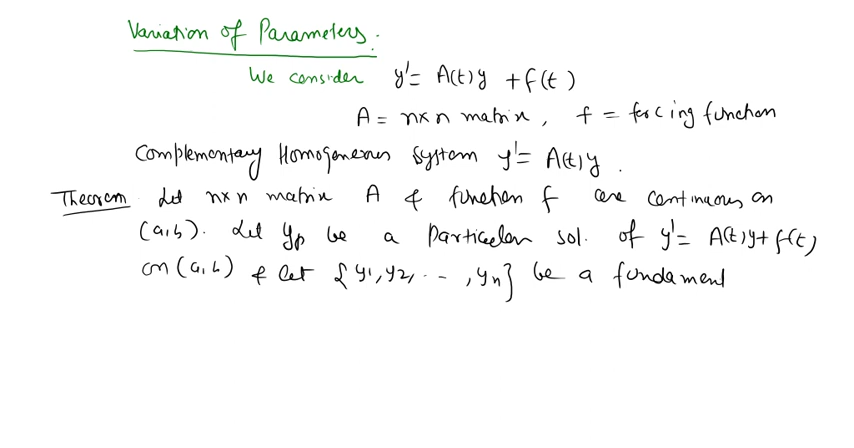 Variation of Parameters.
We consider y' = A(t)y + f(t)
A = n×n matrix, f = forcing function
Complementary Homogeneous system y' = A(t)y.
Theorem Let n×n matrix A & function f are continuous on
(a,b). Let yp be a particular sol. of y' = A(t)y + f(t)
on (a,b) & let {y1, y2, ..., yn} be a fundament